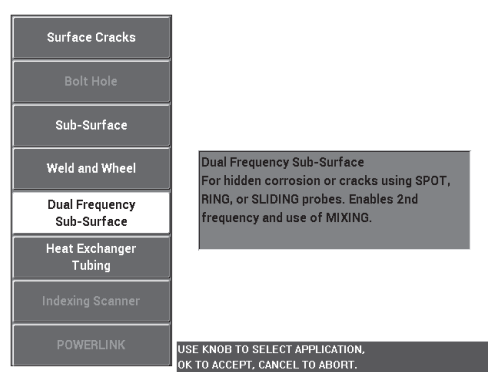 Surface Cracks
Bolt Hole
Sub-Surface
Weld and Wheel
Dual Frequency
Sub-Surface
Heat Exchanger
Tubing
Indexing Scanner
POWERLINK
Dual Frequency Sub-Surface
For hidden corrosion or cracks using SPOT,
RING, or SLIDING probes. Enables 2nd
frequency and use of MIXING.
USE KNOB TO SELECT APPLICATION,
OK TO ACCEPT, CANCEL TO ABORT.